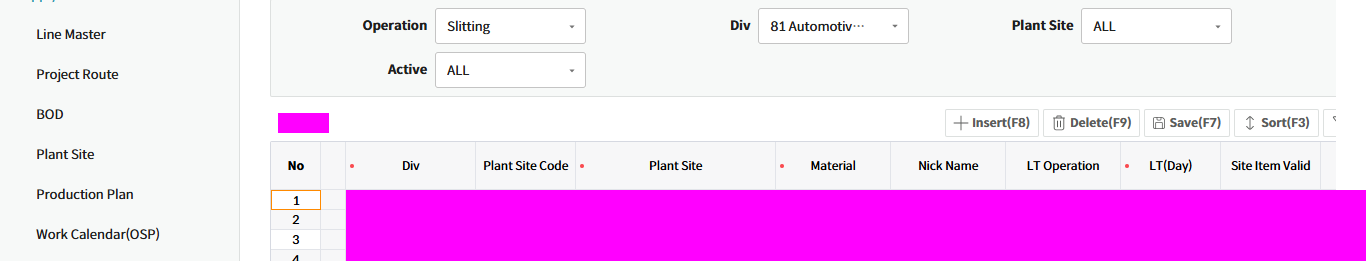 Operation Slitting Div 81 Automotiv··· Plant Site ALL
Active ALL
Line Master
Project Route
BOD
Plant Site
Production Plan
Work Calendar(OSP)
Insert(F8) Delete(F9) Save(F7) Sort(F3)
No Div Plant Site Code Plant Site Material Nick Name LT Operation LT(Day) Site Item Valid
1
2
3
4